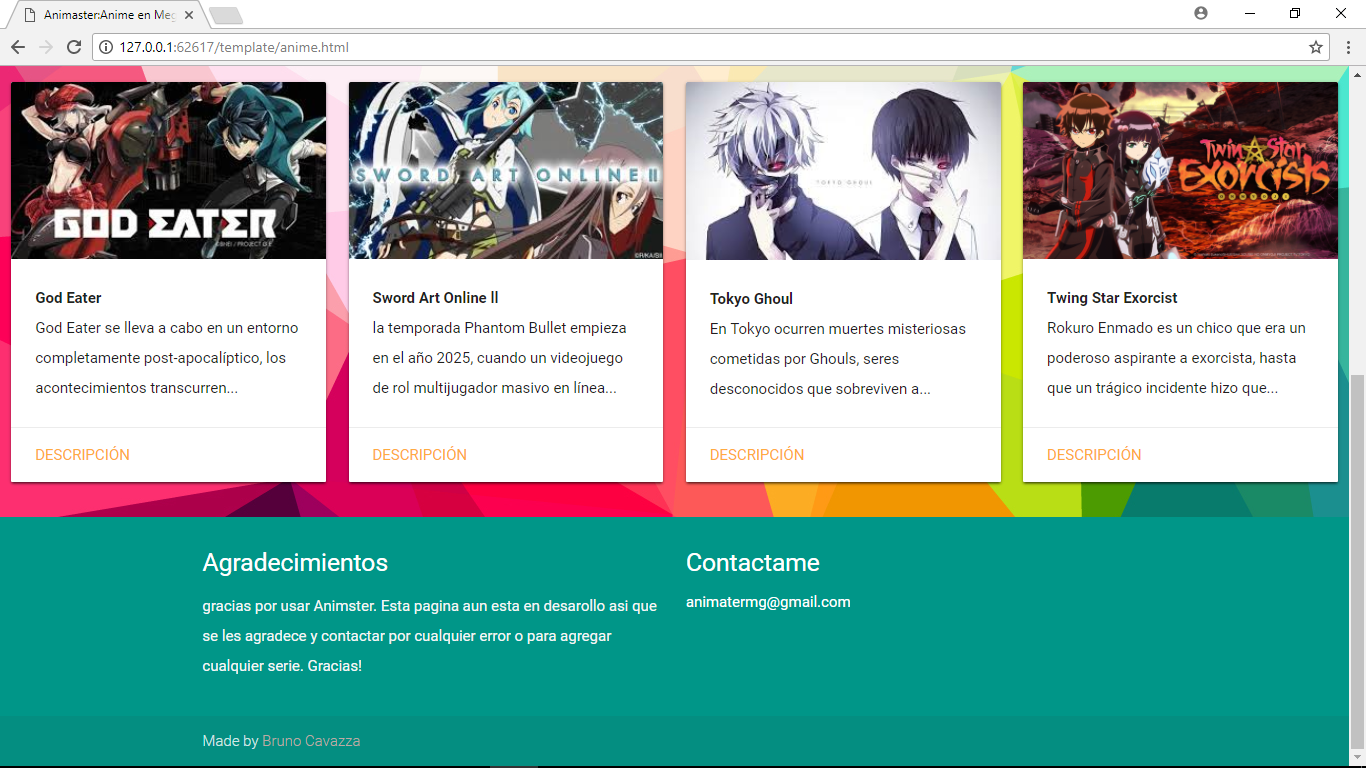 Animaster:Anime en Meg
127.0.0.1:62617/template/anime.html
GOD EATER
SWORD ART ONLINE II
TOKYO GHOUL
Twin Star
Exorcists
God Eater
God Eater se lleva a cabo en un entorno
completamente post-apocalíptico, los
acontecimientos transcurren...
DESCRIPCIÓN
Sword Art Online ll
la temporada Phantom Bullet empieza
en el año 2025, cuando un videojuego
de rol multijugador masivo en línea...
DESCRIPCIÓN
Tokyo Ghoul
En Tokyo ocurren muertes misteriosas
cometidas por Ghouls, seres
desconocidos que sobreviven a...
DESCRIPCIÓN
Twing Star Exorcist
Rokuro Enmado es un chico que era un
poderoso aspirante a exorcista, hasta
que un trágico incidente hizo que...
DESCRIPCIÓN
Agradecimientos
gracias por usar Animster. Esta pagina aun esta en desarollo asi que
se les agradece y contactar por cualquier error o para agregar
cualquier serie. Gracias!
Contactame
animatermg@gmail.com
Made by Bruno Cavazza